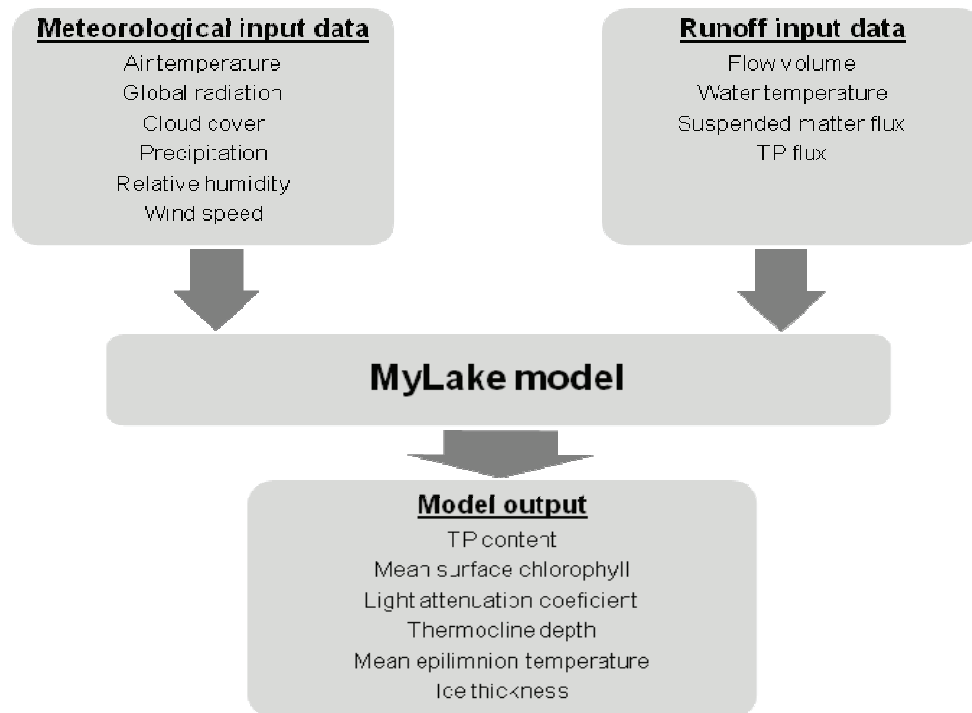 Meteorological input data
Air temperature
Global radiation
Cloud cover
Precipitation
Relative humidity
Wind speed
Runoff input data
Flow volume
Water temperature
Suspended matter flux
TP flux
MyLake model
Model output
TP content
Mean surface chlorophyll
Light attenuation coeficient
Thermocline depth
Mean epilimnion temperature
Ice thickness